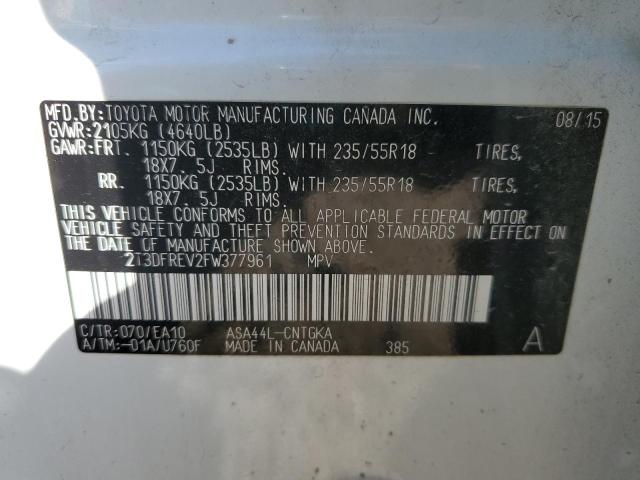 MFD.BY:TOYOTA MOTOR MANUFACTURING CANADA INC. 08/15
GVWR:2105KG (4640LB)
GAWR:FRT. 1150KG (2535LB) WITH 235/55R18 TIRES,
18X7. 5J RIMS.
RR. 1150KG (2535LB) WITH 235/55R18 TIRES,
18X7. 5J RIMS.
THIS VEHICLE CONFORMS TO ALL APPLICABLE FEDERAL MOTOR
VEHICLE SAFETY AND THEFT PREVENTION STANDARDS IN EFFECT ON
THE DATE OF MANUFACTURE SHOWN ABOVE.
2T3DFREV2FW377961 MPV
C/TR:070/EA10 ASA44L-CNTGKA
A/TM:-01A/U760F MADE IN CANADA 385 A